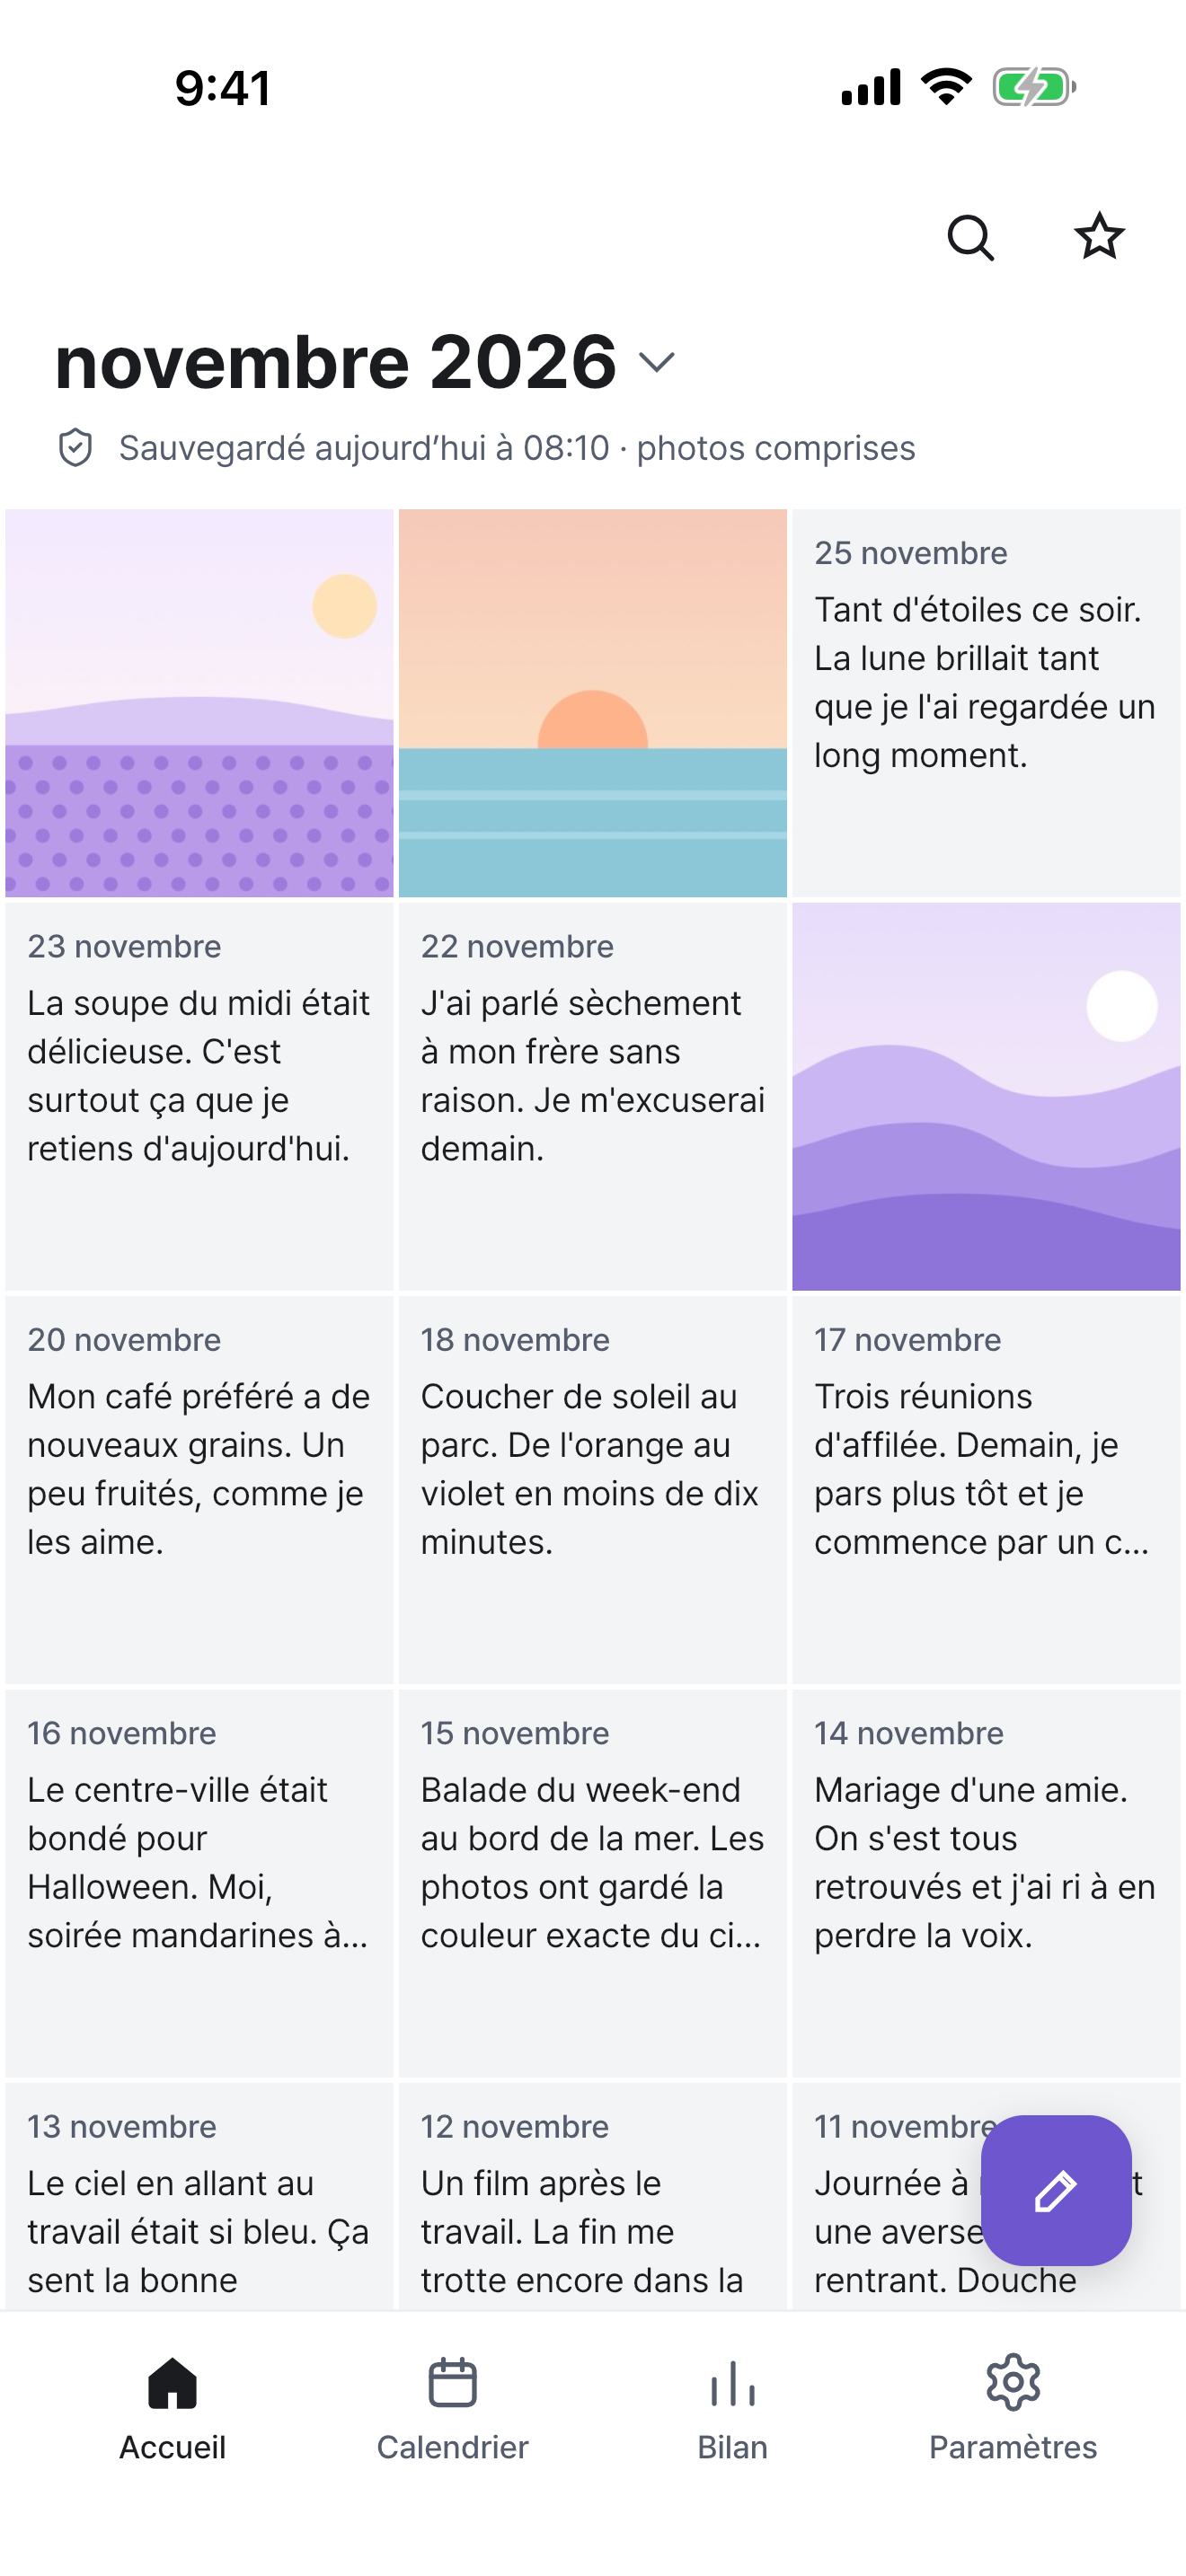 9:41
novembre 2026
Sauvegardé aujourd’hui à 08:10 · photos comprises
25 novembre
Tant d'étoiles ce soir.
La lune brillait tant
que je l'ai regardée un
long moment.
23 novembre
La soupe du midi était
délicieuse. C'est
surtout ça que je
retiens d'aujourd'hui.
22 novembre
J'ai parlé sèchement
à mon frère sans
raison. Je m'excuserai
demain.
20 novembre
Mon café préféré a de
nouveaux grains. Un
peu fruités, comme je
les aime.
18 novembre
Coucher de soleil au
parc. De l'orange au
violet en moins de dix
minutes.
17 novembre
Trois réunions
d'affilée. Demain, je
pars plus tôt et je
commence par un c…
16 novembre
Le centre-ville était
bondé pour
Halloween. Moi,
soirée mandarines à…
15 novembre
Balade du week-end
au bord de la mer. Les
photos ont gardé la
couleur exacte du ci…
14 novembre
Mariage d'une amie.
On s'est tous
retrouvés et j'ai ri à en
perdre la voix.
13 novembre
Le ciel en allant au
travail était si bleu. Ça
sent la bonne
12 novembre
Un film après le
travail. La fin me
trotte encore dans la
11 novembre
Journée à
une averse
rentrant. Douche
Accueil
Calendrier
Bilan
Paramètres